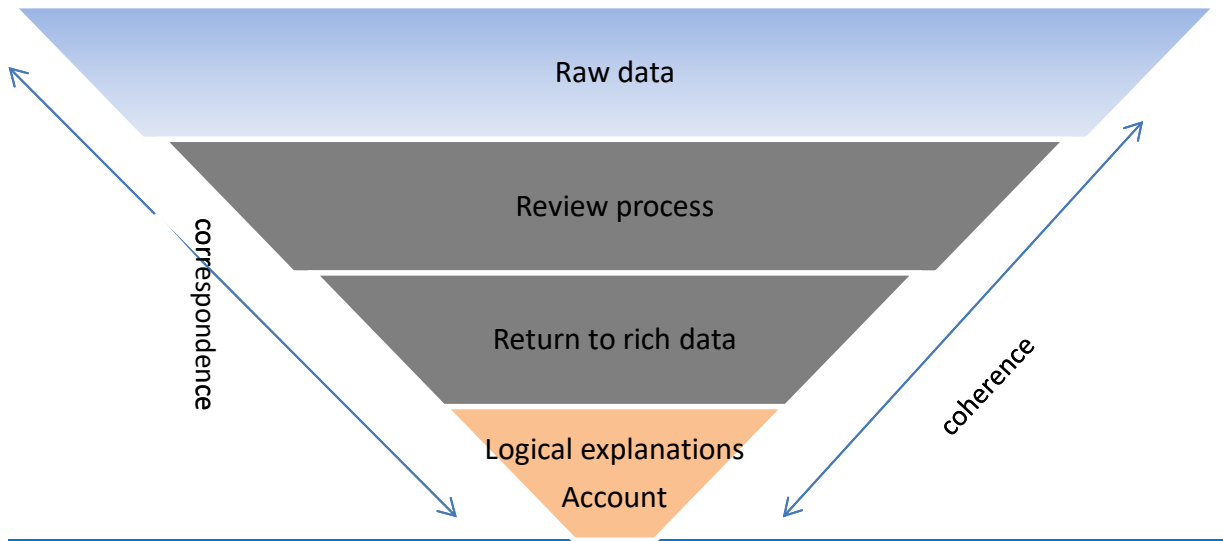 Raw data
Review process
correspondence
Return to rich data
coherence
Logical explanations
Account